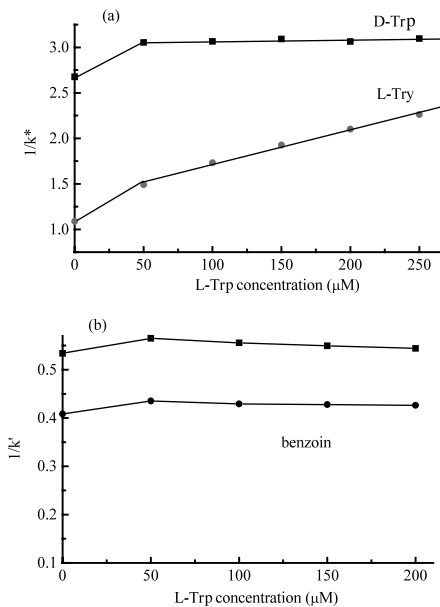 (a)
D-Trp
L-Try
1/k*
3.0
2.5
2.0
1.5
1.0
0 50 100 150 200 250
L-Trp concentration (μM)
(b)
benzoin
1/k'
0.5
0.4
0.3
0.2
0.1
0 50 100 150 200
L-Trp concentration (μM)